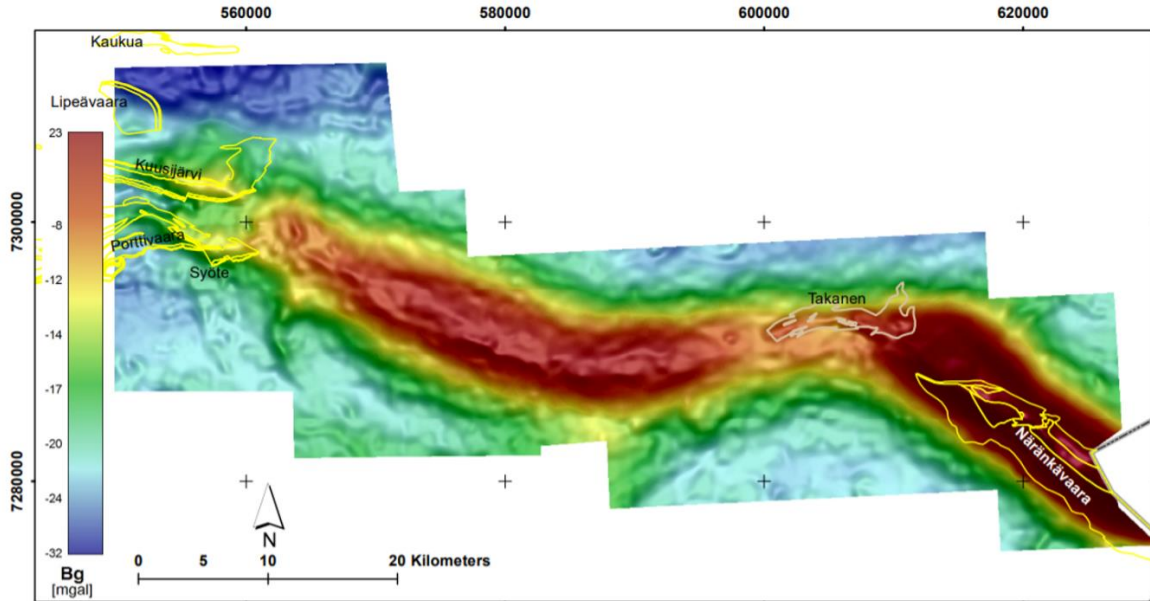 560000
580000
600000
620000
Kaukua
Lipeävaara
23
Kuusijärvi
7300000
-8
Porttivaara
Syöte
-12
Takanen
-14
-17
-20
Näränkävaara
7280000
-24
-32
N
0 5 10 20 Kilometers
Bg
[mgal]